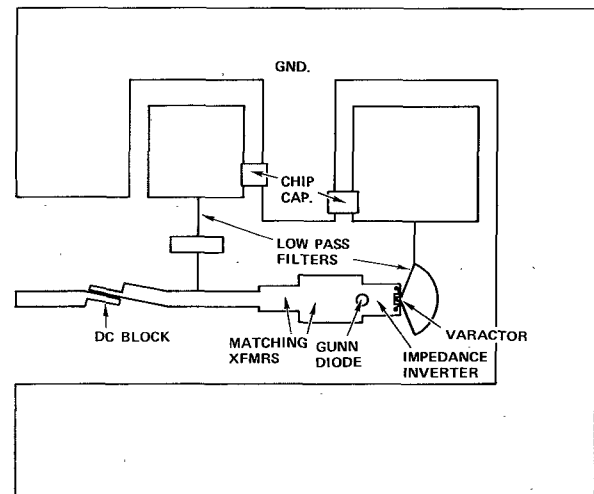 GND.
CHIP
CAP.
LOW PASS
FILTERS
DC BLOCK
MATCHING
XFMRS
GUNN
DIODE
VARACTOR
IMPEDANCE
INVERTER